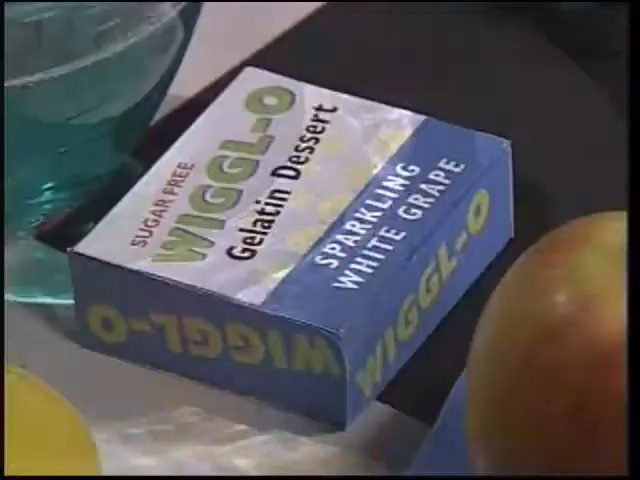 SUGAR FREE
WIGGL-O
Gelatin Dessert
SPARKLING
WHITE GRAPE
WIGGL-O
WIGGL-O